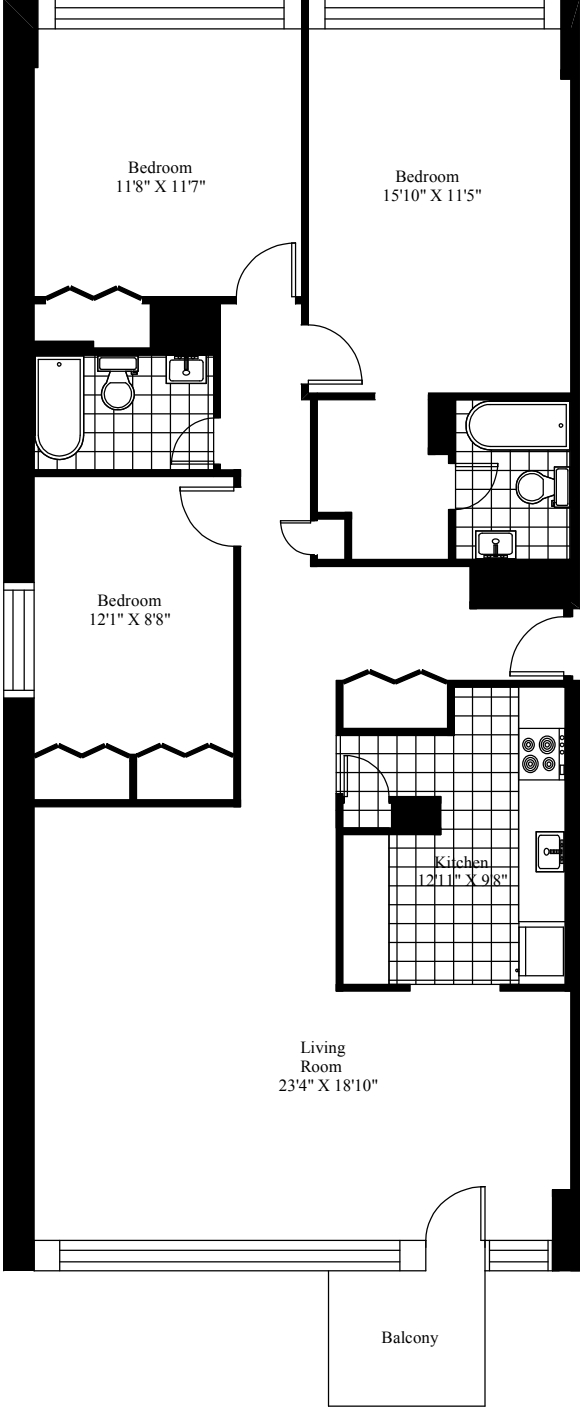 Bedroom
11'8" X 11'7"
Bedroom
15'10" X 11'5"
Bedroom
12'1" X 8'8"
Kitchen
12'11" X 9'8"
Living
Room
23'4" X 18'10"
Balcony